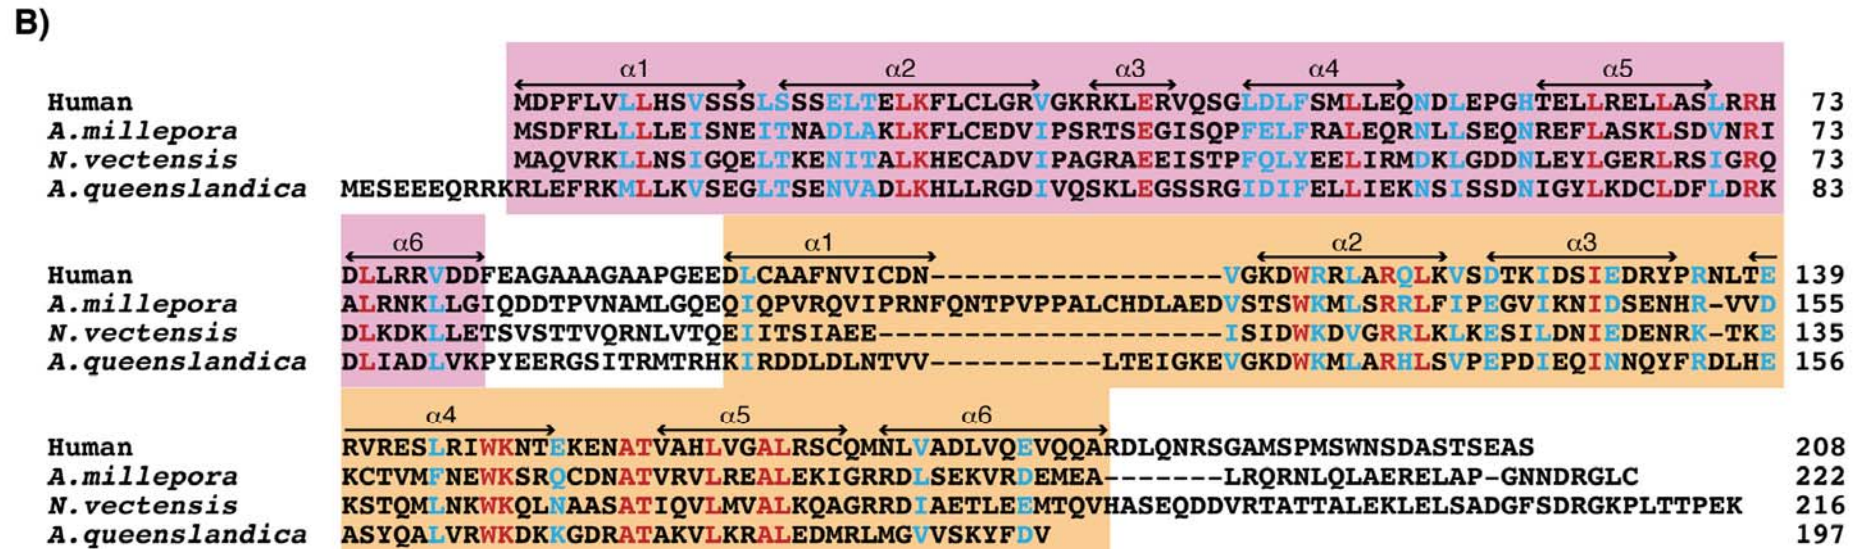 B)
α1 α2 α3 α4 α5
Human MDPFLVLLHSVSSSLSSSELTELKFLCLGRVGKRKLERVQSGLDLFSMLLEQNDLEPGHTELLRELLASLRRH 73
A.millepora MSDFRLLLLEISNEITNADLAKLKFLCEDVIPSRTSEGISQPFELFRALEQRNLLSEQNREFLASKLSDVNRI 73
N.vectensis MAQVRKLLNSIGQELTKENITALKHECADVIPAGRAEEISTPFQLYEELIRMDKLGDDNLEYLGERLRSIGRQ 73
A.queenslandica MESEEEQRRKRLEFRKMLLKVSEGLTSENVADLKHLLRGDIVQSKLEGSSRGIDIFELLIEKNSISSDNIGYLKDCLDFLDRK 83
α6 α1 α2 α3
Human DLLRRVDDFEAGAAAGAAPGEEDLCAAFNVICDN------------------VGKDWRRLARQLKVSDTKIDSIEDRYPRNLTE 139
A.millepora ALRNKLLGIQDDTPVNAMLGQEQIQPVRQVIPRNFQNTPVPPALCHDLAEDVSTSWKMLSRRLFIPEGVIKNIDSENHR-VVD 155
N.vectensis DLKDKLLETSVSTTVQRNLVTQEIITSIAEE---------------------ISIDWKDVGRRLKLKESILDNIEDENRK-TKE 135
A.queenslandica DLIADLVKPYEERGSITRMTRHKIRDDLDLNTVV----------LTEIGKEVGKDWKMLARHLSVPEPDIEQINNQYFRDLHE 156
α4 α5 α6
Human RVRESLRIWKNTEKENATVAHLVGALRSCQMNLVADLVQEVQQARDLQNRSGAMSPMSWNSDASTSEAS 208
A.millepora KCTVMFNEWKSRQCDNATVRVLREALEKIGRRDLSEKVRDEMEA-------LRQRNLQLAERELAP-GNNDRGLC 222
N.vectensis KSTQMLNKWKQLNAASATIQVLMVALKQAGRRDIAETLEEMTQVHASEQDDVRTATTALEKLELSADGFSDRGKPLTTPEK 216
A.queenslandica ASYQALVRWKDKKGDRATAKVLKRALEDMRLMGVVSKYFDV 197